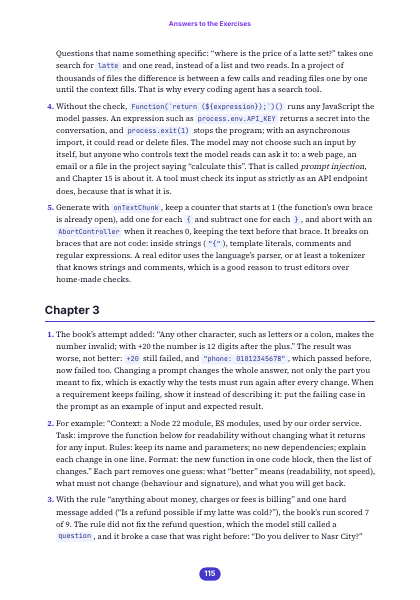 Answers to the Exercises
Questions that name something specific: “where is the price of a latte set?” takes one
search for latte and one read, instead of a list and two reads. In a project of
thousands of files the difference is between a few calls and reading files one by one
until the context fills. That is why every coding agent has a search tool.
4. Without the check, Function(`return (${expression});`)() runs any JavaScript the
model passes. An expression such as process.env.API_KEY returns a secret into the
conversation, and process.exit(1) stops the program; with an asynchronous
import, it could read or delete files. The model may not choose such an input by
itself, but anyone who controls text the model reads can ask it to: a web page, an
email or a file in the project saying “calculate this”. That is called prompt injection,
and Chapter 15 is about it. A tool must check its input as strictly as an API endpoint
does, because that is what it is.
5. Generate with onTextChunk, keep a counter that starts at 1 (the function’s own brace
is already open), add one for each { and subtract one for each }, and abort with an
AbortController when it reaches 0, keeping the text before that brace. It breaks on
braces that are not code: inside strings ("{"), template literals, comments and
regular expressions. A real editor uses the language’s parser, or at least a tokenizer
that knows strings and comments, which is a good reason to trust editors over
home-made checks.
Chapter 3
1. The book’s attempt added: “Any other character, such as letters or a colon, makes the
number invalid; with +20 the number is 12 digits after the plus.” The result was
worse, not better: +20 still failed, and "phone: 01012345678", which passed before,
now failed too. Changing a prompt changes the whole answer, not only the part you
meant to fix, which is exactly why the tests must run again after every change. When
a requirement keeps failing, show it instead of describing it: put the failing case in
the prompt as an example of input and expected result.
2. For example: “Context: a Node 22 module, ES modules, used by our order service.
Task: improve the function below for readability without changing what it returns
for any input. Rules: keep its name and parameters; no new dependencies; explain
each change in one line. Format: the new function in one code block, then the list of
changes.” Each part removes one guess: what “better” means (readability, not speed),
what must not change (behaviour and signature), and what you will get back.
3. With the rule “anything about money, charges or fees is billing” and one hard
message added (“Is a refund possible if my latte was cold?”), the book’s run scored 7
of 9. The rule did not fix the refund question, which the model still called a
question, and it broke a case that was right before: “Do you deliver to Nasr City?”
115